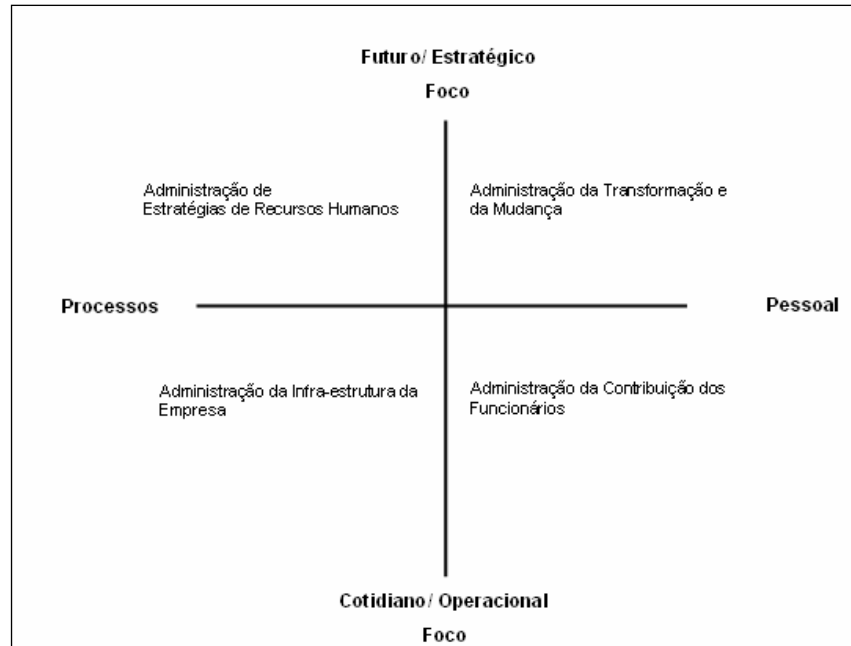 Futuro/ Estratégico
Foco
Administração de
Estratégias de Recursos Humanos
Administração da Transformação e
da Mudança
Processos
Pessoal
Administração da Infra-estrutura da
Empresa
Administração da Contribuição dos
Funcionários
Cotidiano/ Operacional
Foco